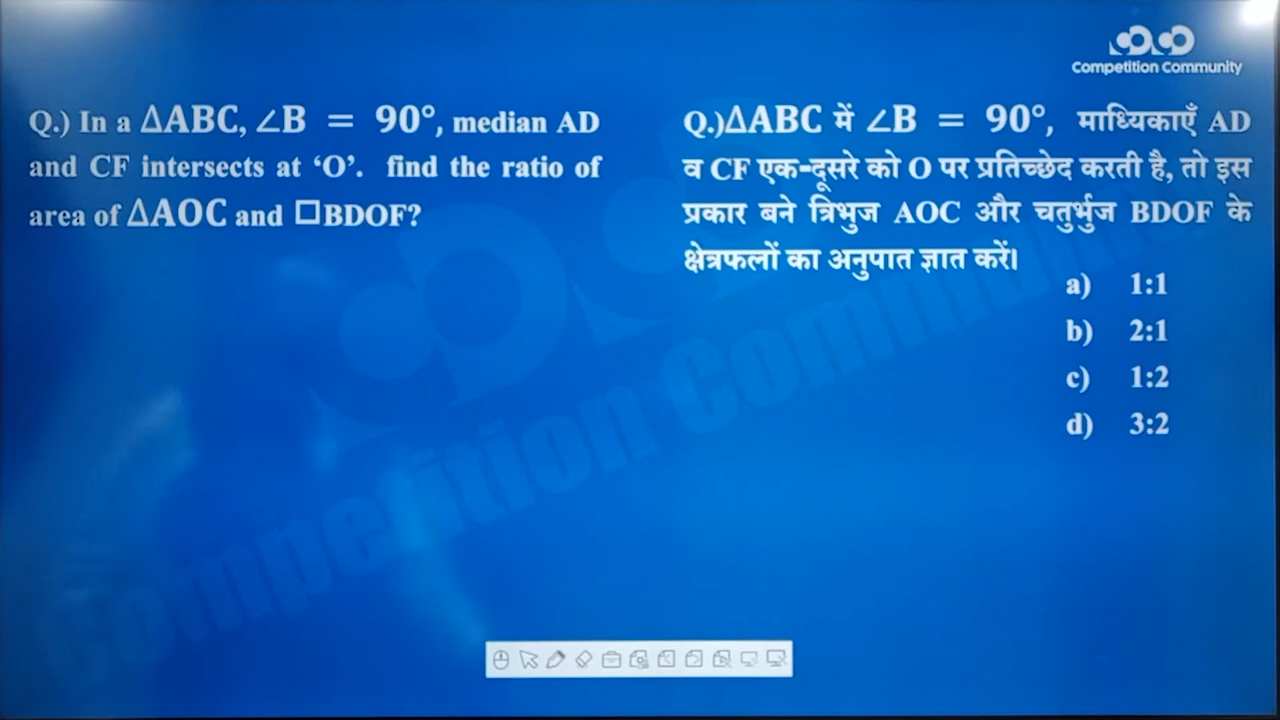 Competition Community
Q.) In a ΔABC, ∠B = 90°, median AD
and CF intersects at ‘O’. find the ratio of
area of ΔAOC and □BDOF?
Q.)ΔABC में ∠B = 90°, माध्यिकाएँ AD
व CF एक-दूसरे को O पर प्रतिच्छेद करती है, तो इस
प्रकार बने त्रिभुज AOC और चतुर्भुज BDOF के
क्षेत्रफलों का अनुपात ज्ञात करें।
a) 1:1
b) 2:1
c) 1:2
d) 3:2
Competition Community